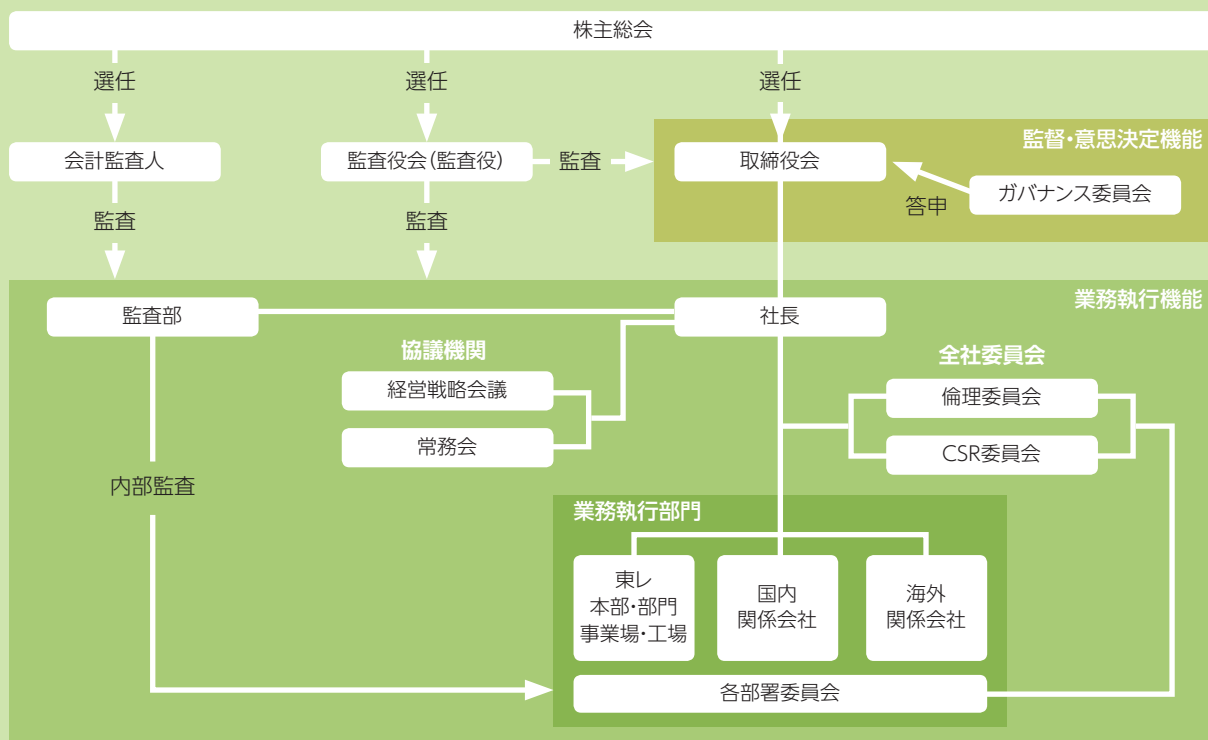 株主総会
選任
選任
選任
監督・意思決定機能
会計監査人
監査役会(監査役)
監査
取締役会
ガバナンス委員会
答申
監査
監査
業務執行機能
監査部
社長
協議機関
経営戦略会議
常務会
全社委員会
倫理委員会
CSR委員会
内部監査
業務執行部門
東レ
本部・部門
事業場・工場
国内
関係会社
海外
関係会社
各部署委員会